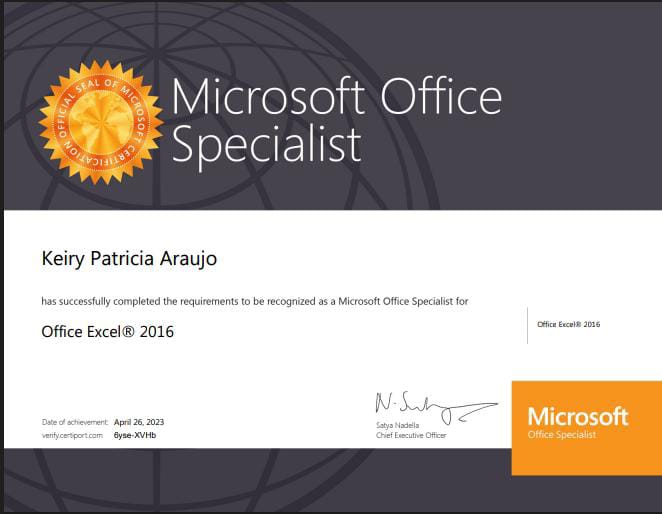 OFFICIAL SEAL OF MICROSOFT CERTIFICATION
Microsoft Office
Specialist
Keiry Patricia Araujo
has successfully completed the requirements to be recognized as a Microsoft Office Specialist for
Office Excel® 2016
Office Excel® 2016
Date of achievement: April 26, 2023
verify.certiport.com 6yse-XVHb
N. Sadny
Satya Nadella
Chief Executive Officer
Microsoft
Office Specialist